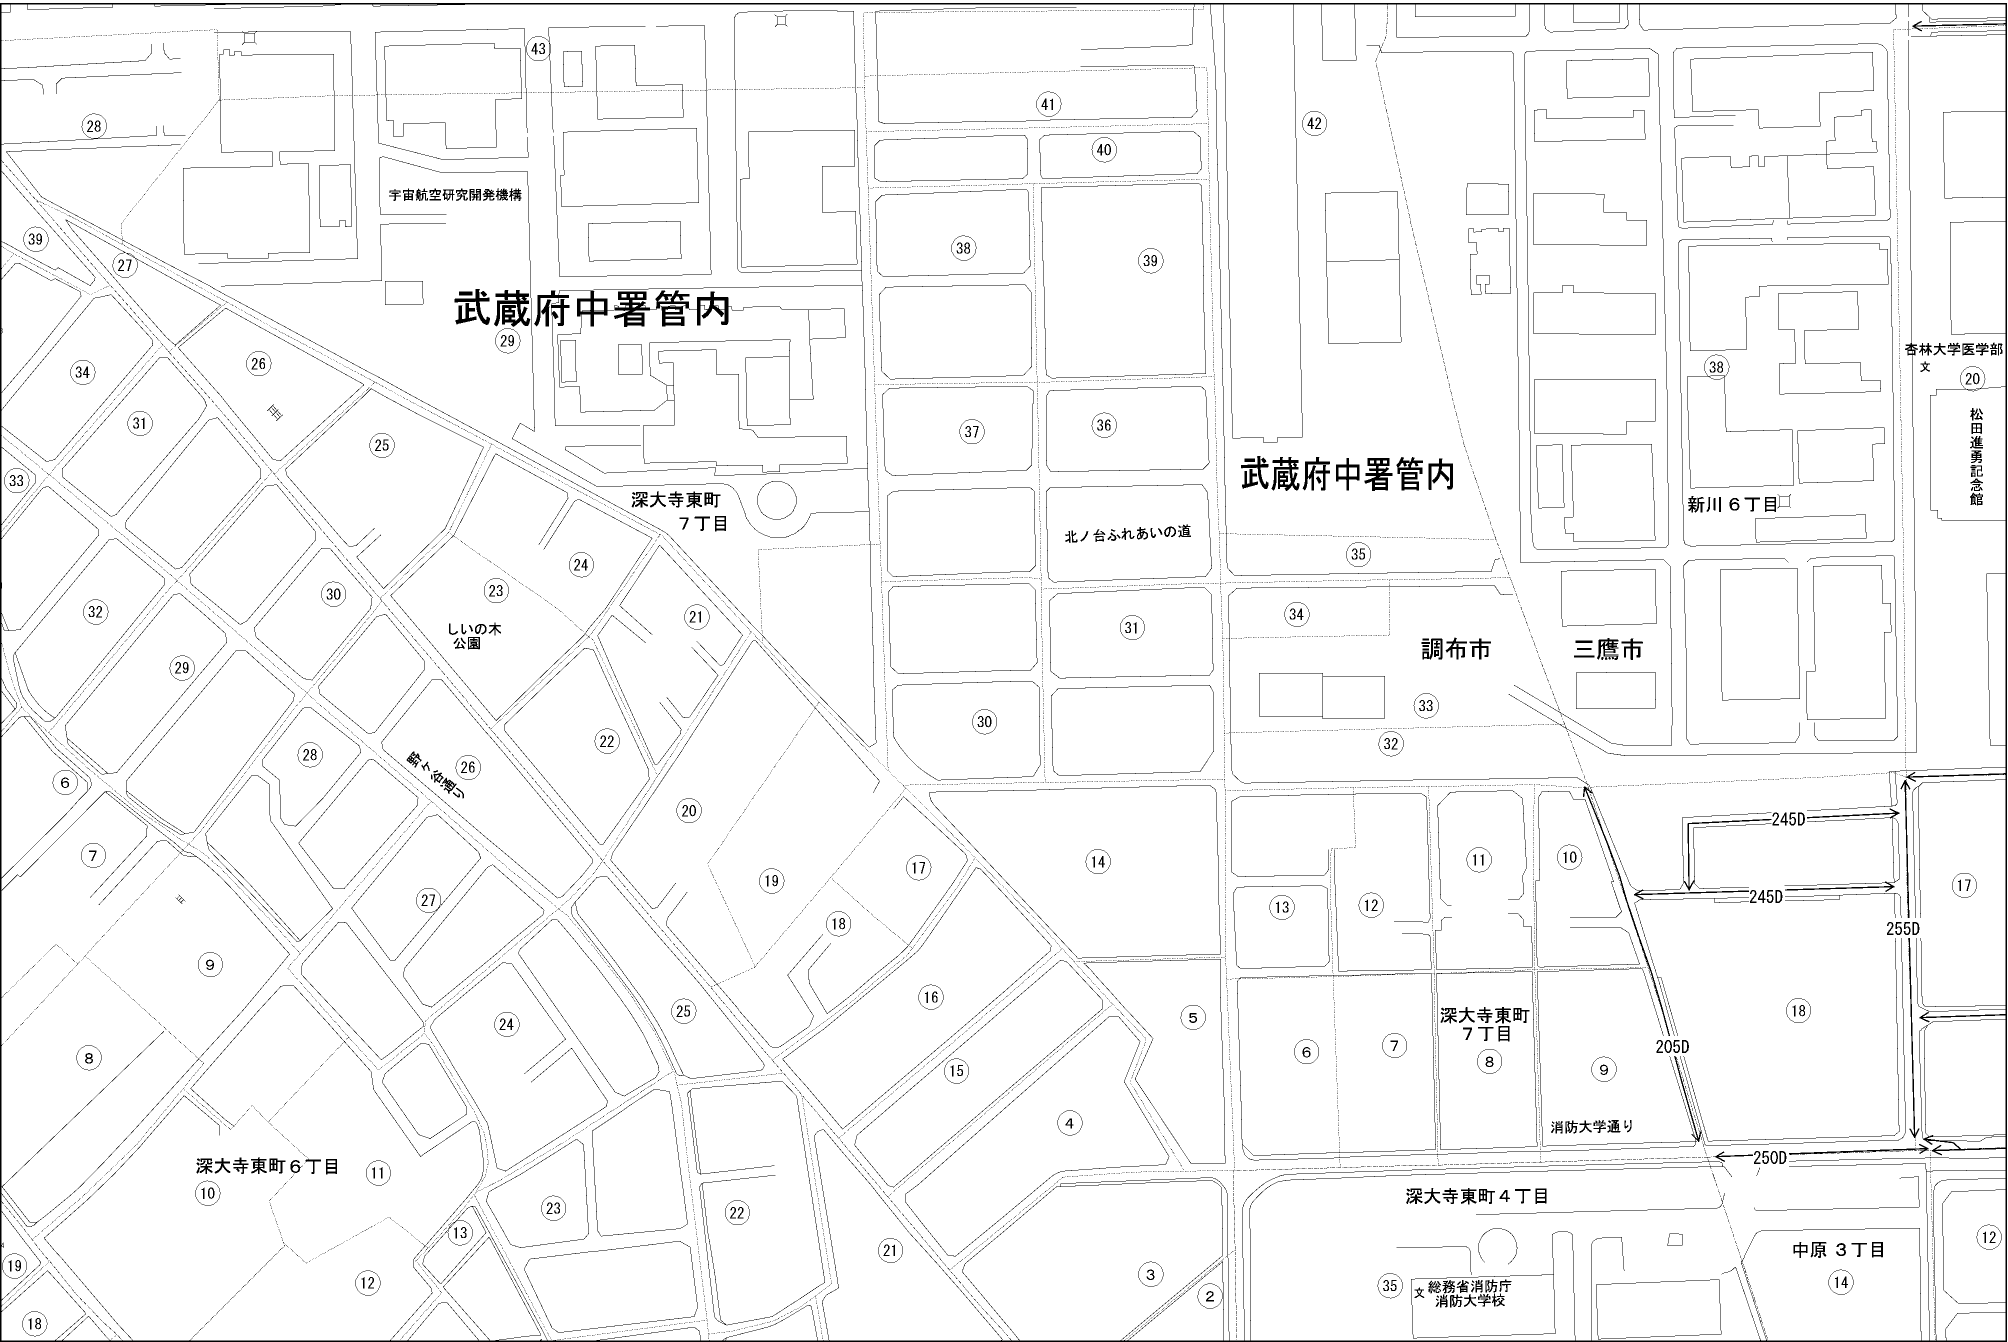 43
41
42
28
40
宇宙航空研究開発機構
39
38
39
27
武蔵府中署管内
29
杏林大学医学部
文
20
34
26
38
31
25
37
36
松田進勇記念館
武蔵府中署管内
33
深大寺東町
7丁目
新川6丁目
北ノ台ふれあいの道
35
24
23
30
32
21
34
31
しいの木
公園
調布市
三鷹市
29
33
30
22
32
28
26
野ヶ谷通り
6
20
245D
7
14
11
10
19
17
17
245D
27
13
12
18
255D
9
16
5
18
24
25
深大寺東町
7丁目
8
6
7
8
205D
15
9
4
消防大学通り
250D
深大寺東町6丁目
11
10
深大寺東町4丁目
23
22
13
21
中原3丁目
12
19
3
12
35
文
総務省消防庁
消防大学校
14
2
18